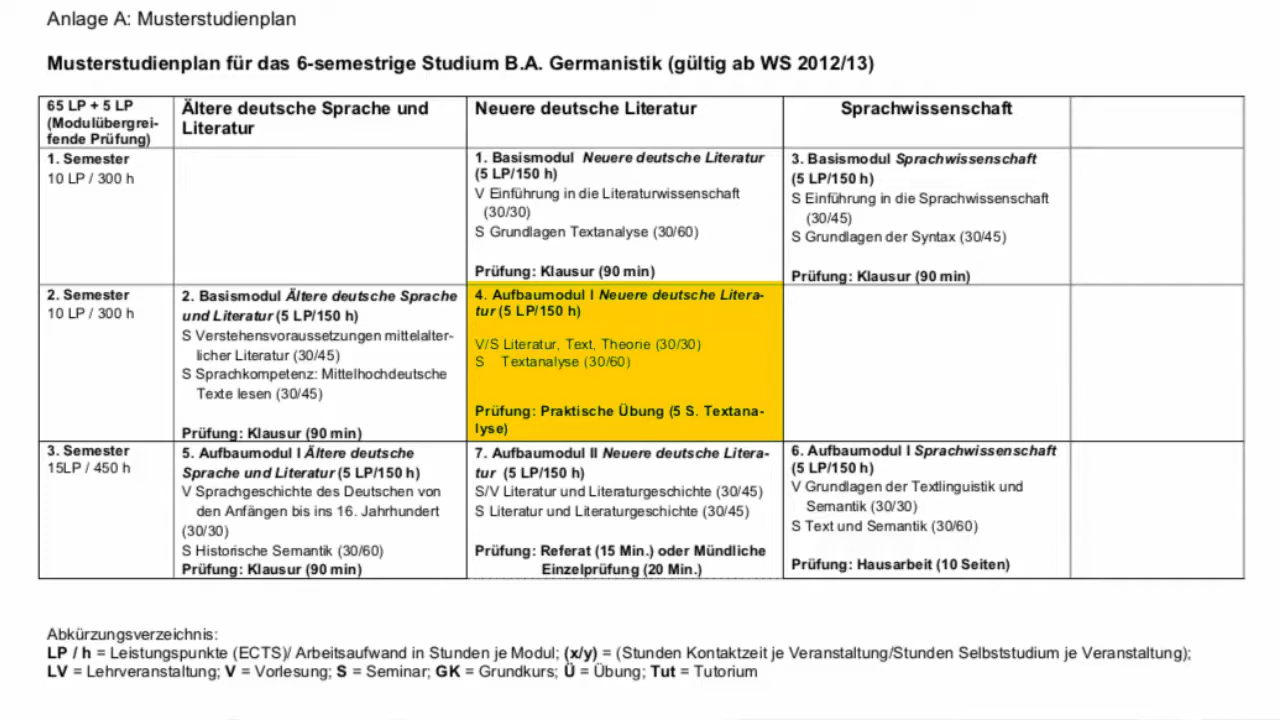 Anlage A: Musterstudienplan
Musterstudienplan für das 6-semestrige Studium B.A. Germanistik (gültig ab WS 2012/13)
65 LP + 5 LP
(Modulübergrei-
fende Prüfung)
Ältere deutsche Sprache und
Literatur
Neuere deutsche Literatur
Sprachwissenschaft
1. Semester
10 LP / 300 h
1. Basismodul Neuere deutsche Literatur
(5 LP/150 h)
V Einführung in die Literaturwissenschaft
(30/30)
S Grundlagen Textanalyse (30/60)
Prüfung: Klausur (90 min)
3. Basismodul Sprachwissenschaft
(5 LP/150 h)
S Einführung in die Sprachwissenschaft
(30/45)
S Grundlagen der Syntax (30/45)
Prüfung: Klausur (90 min)
2. Semester
10 LP / 300 h
2. Basismodul Ältere deutsche Sprache
und Literatur (5 LP/150 h)
S Verstehensvoraussetzungen mittelalter-
licher Literatur (30/45)
S Sprachkompetenz: Mittelhochdeutsche
Texte lesen (30/45)
Prüfung: Klausur (90 min)
4. Aufbaumodul I Neuere deutsche Litera-
tur (5 LP/150 h)
V/S Literatur, Text, Theorie (30/30)
S Textanalyse (30/60)
Prüfung: Praktische Übung (5 S. Textana-
lyse)
3. Semester
15LP / 450 h
5. Aufbaumodul I Ältere deutsche
Sprache und Literatur (5 LP/150 h)
V Sprachgeschichte des Deutschen von
den Anfängen bis ins 16. Jahrhundert
(30/30)
S Historische Semantik (30/60)
Prüfung: Klausur (90 min)
7. Aufbaumodul II Neuere deutsche Litera-
tur (5 LP/150 h)
S/V Literatur und Literaturgeschichte (30/45)
S Literatur und Literaturgeschichte (30/45)
Prüfung: Referat (15 Min.) oder Mündliche
Einzelprüfung (20 Min.)
6. Aufbaumodul I Sprachwissenschaft
(5 LP/150 h)
V Grundlagen der Textlinguistik und
Semantik (30/30)
S Text und Semantik (30/60)
Prüfung: Hausarbeit (10 Seiten)
Abkürzungsverzeichnis:
LP / h = Leistungspunkte (ECTS)/ Arbeitsaufwand in Stunden je Modul; (x/y) = (Stunden Kontaktzeit je Veranstaltung/Stunden Selbststudium je Veranstaltung);
LV = Lehrveranstaltung; V = Vorlesung; S = Seminar; GK = Grundkurs; Ü = Übung; Tut = Tutorium